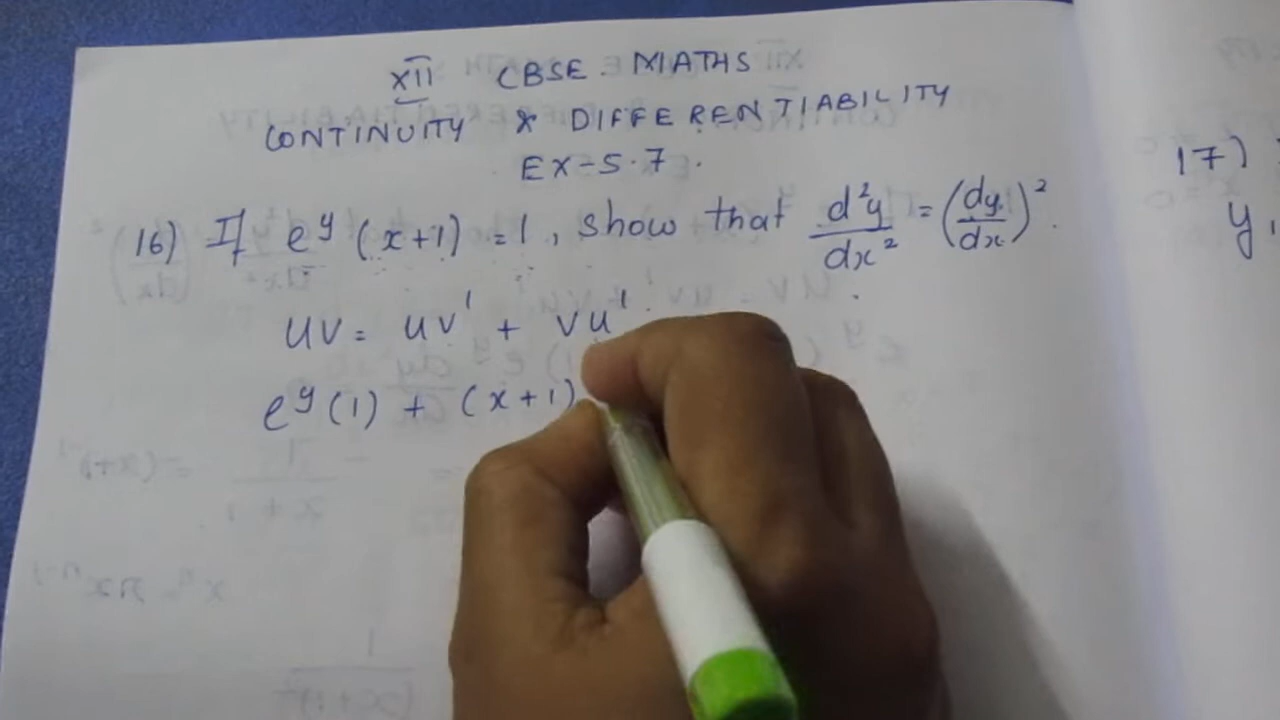 XII CBSE. MATHS
CONTINUITY & DIFFERENTIABILITY
EX-5.7.
16) If e^y (x+1) =1, show that d²y/dx² = (dy/dx)².
UV = UV' + VU'
e^y (1) + (x+1)
17)
y,